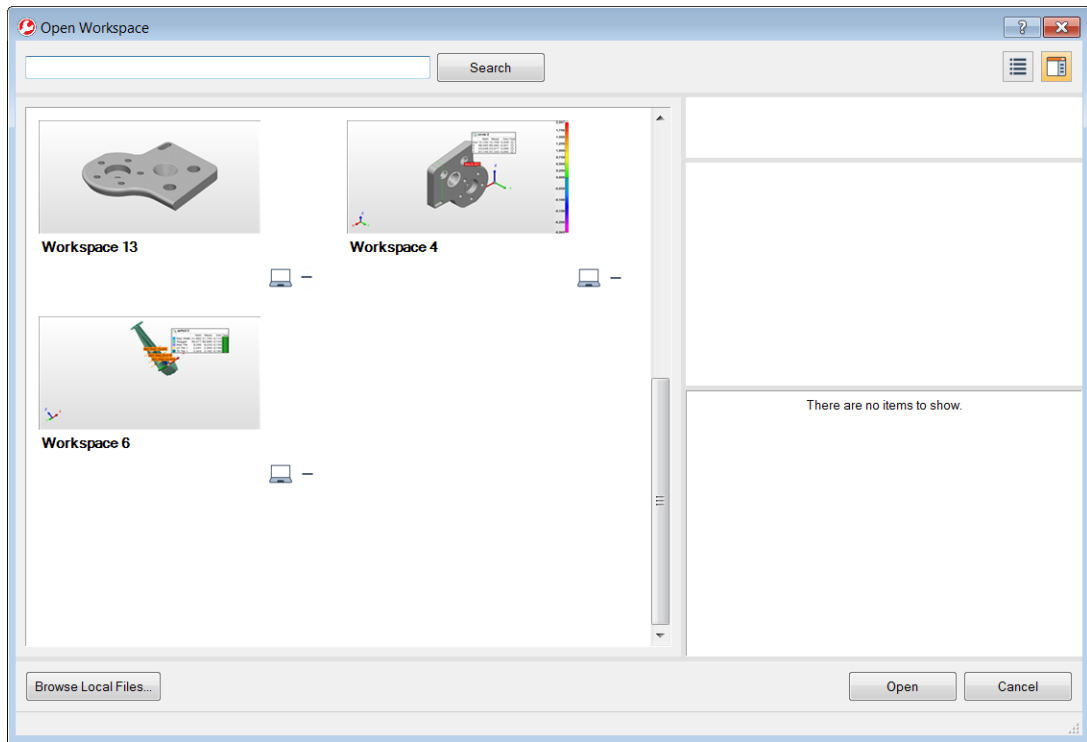 Open Workspace
Search
Workspace 13
Workspace 4
Workspace 6
There are no items to show.
Browse Local Files...
Open
Cancel